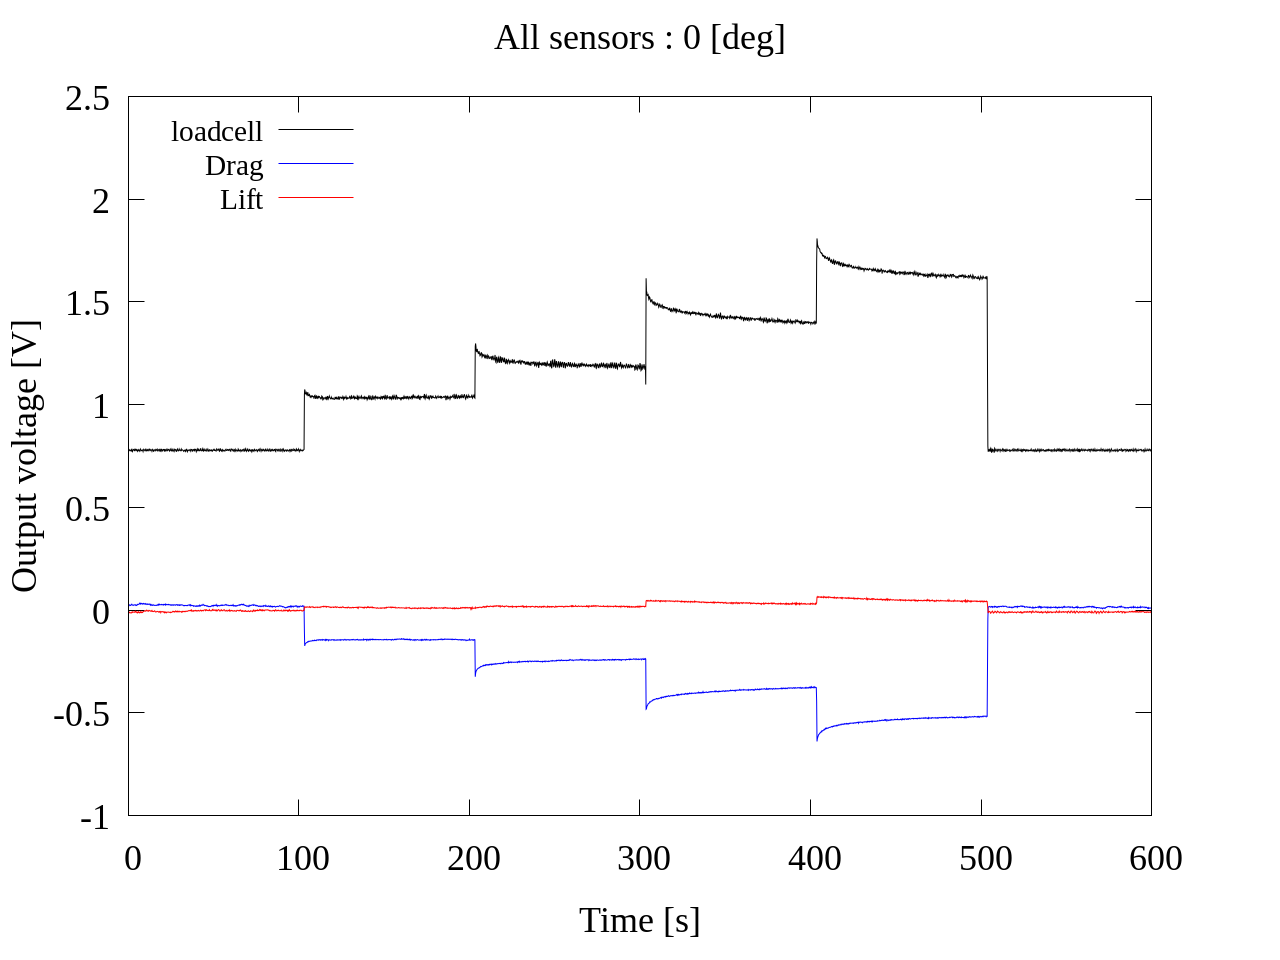 All sensors : 0 [deg]
2.5
2
1.5
1
0.5
0
-0.5
-1
loadcell
Drag
Lift
Output voltage [V]
0 100 200 300 400 500 600
Time [s]